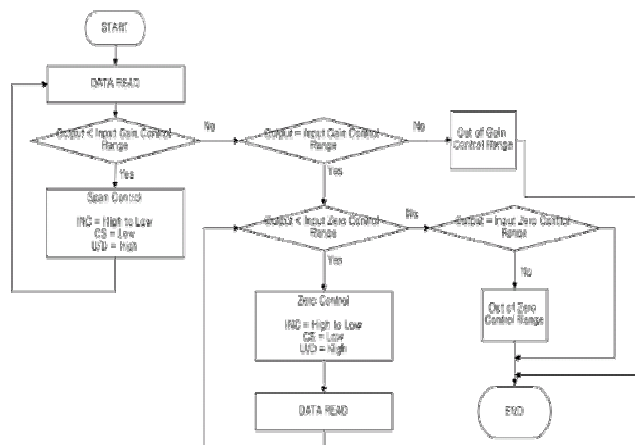 START
DATA READ
Output < Input Gain Control
Range
No
Output = Input Gain Control
Range
No
Out of Gain
Control Range
Yes
Span Control
INC = High to Low
CS = Low
U/D = High
Yes
Output < Input Zero Control
Range
No
Output = Input Zero Control
Range
Yes
No
Zero Control
INC = High to Low
CS = Low
U/D = High
Out of Zero
Control Range
DATA READ
END